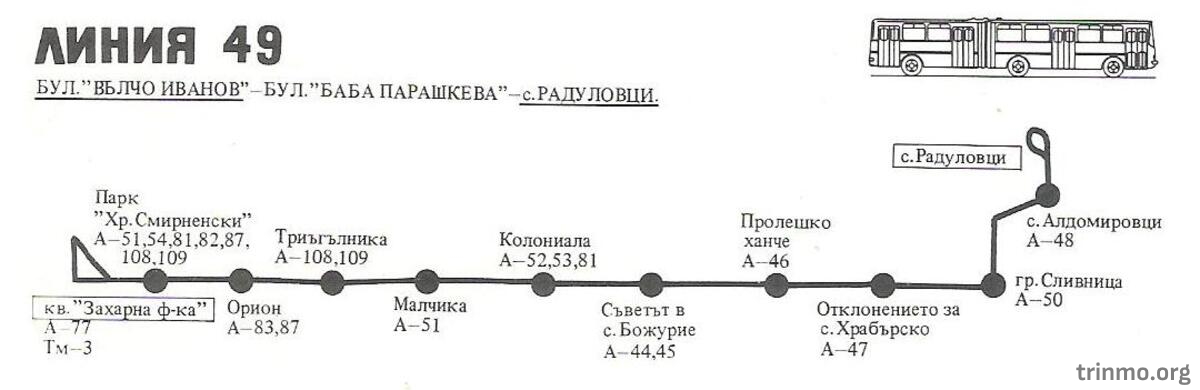 ЛИНИЯ 49
БУЛ."ВЪЛЧО ИВАНОВ"–БУЛ."БАБА ПАРАШКЕВА"–с.РАДУЛОВЦИ.
с.Радуловци
Парк
"Хр.Смирненски"
А–51,54,81,82,87,
108,109
Триъгълника
А–108,109
Колониала
А–52,53,81
Пролешко
ханче
А–46
с.Алдомировци
А–48
кв."Захарна ф-ка"
А–77
Тм–3
Орион
А–83,87
Малчика
А–51
Съветът в
с.Божурие
А–44,45
Отклонението за
с.Храбърско
А–47
гр.Сливница
А–50
trinmo.org